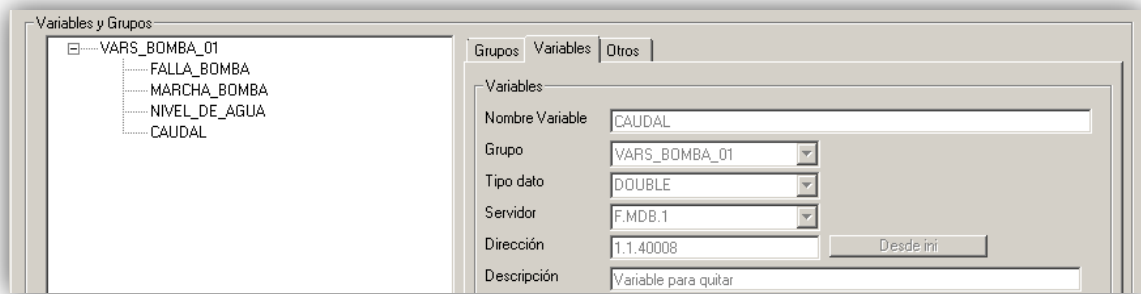 Variables y Grupos
VARS_BOMBA_01
FALLA_BOMBA
MARCHA_BOMBA
NIVEL_DE_AGUA
CAUDAL
Grupos Variables Otros
Variables
Nombre Variable CAUDAL
Grupo VARS_BOMBA_01
Tipo dato DOUBLE
Servidor F.MDB.1
Dirección 1.1.40008 Desde ini
Descripción Variable para quitar